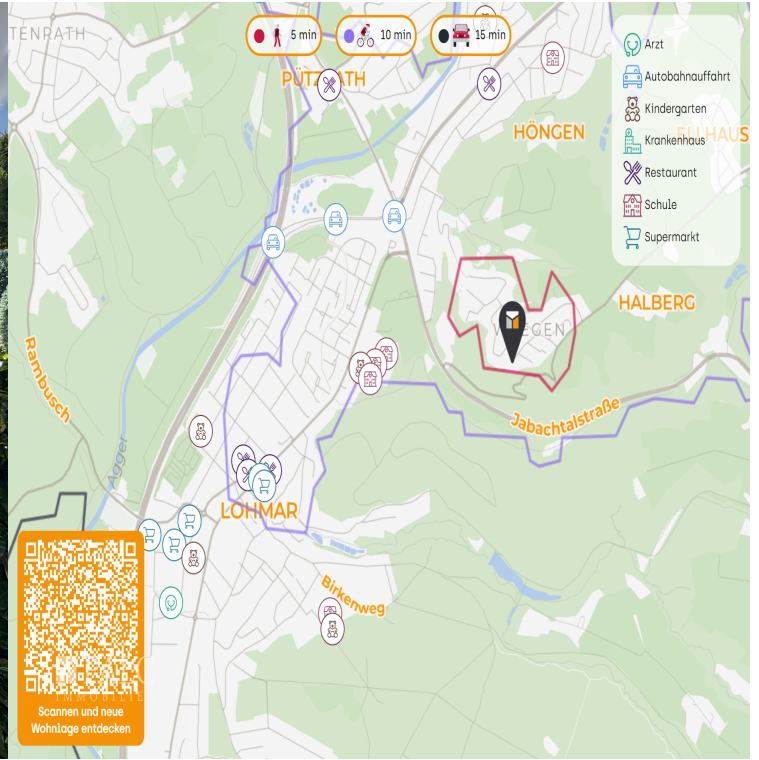 TENRATH
5 min
10 min
15 min
Arzt
Autobahnauffahrt
Kindergarten
Krankenhaus
Restaurant
Schule
Supermarkt
HÖNGEN
HALBERG
Rambusch
Jabachtalstraße
Agger
LOHMAR
Birkenweg
IMMOBILIE
Scannen und neue
Wohnlage entdecken